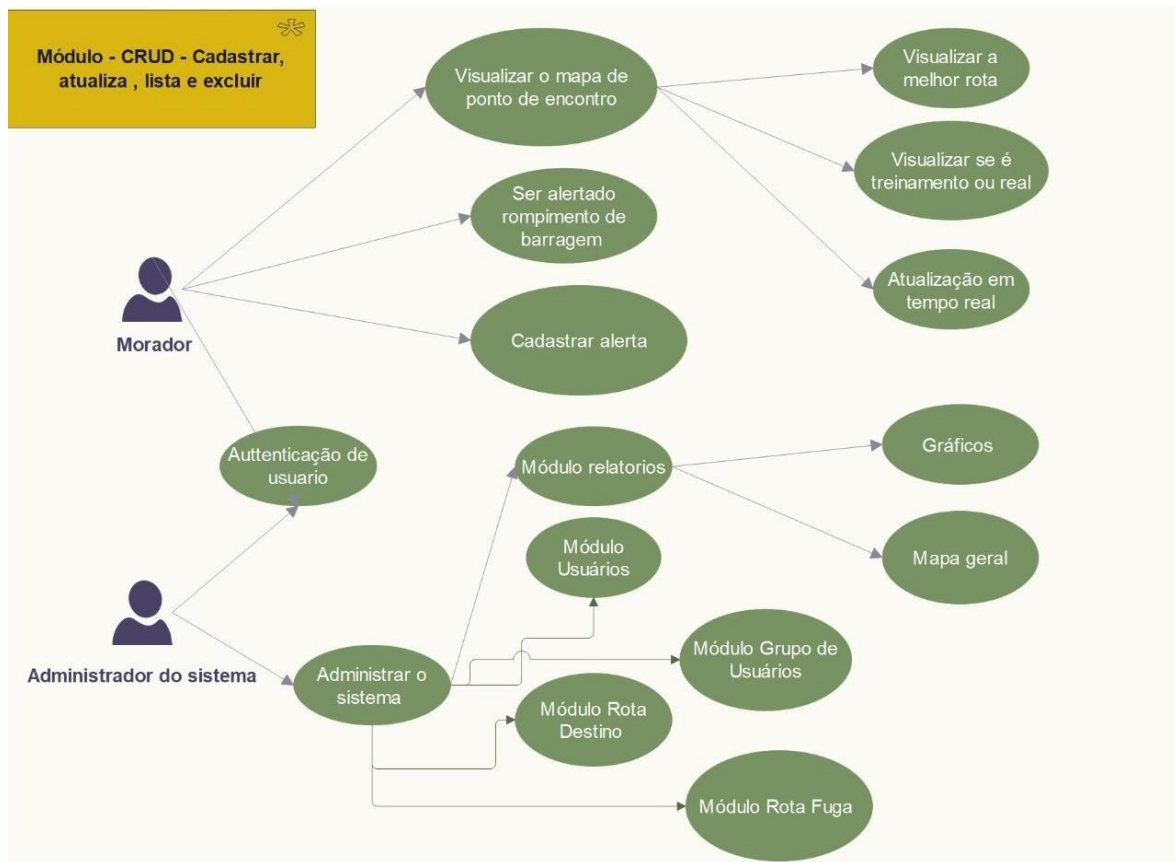 Módulo - CRUD - Cadastrar,
atualiza , lista e excluir
Visualizar o mapa de
ponto de encontro
Visualizar a
melhor rota
Visualizar se é
treinamento ou real
Ser alertado
rompimento de
barragem
Atualização em
tempo real
Cadastrar alerta
Morador
Auttenticação de
usuario
Módulo relatorios
Gráficos
Módulo
Usuários
Mapa geral
Administrador do sistema
Administrar o
sistema
Módulo Grupo de
Usuários
Módulo Rota
Destino
Módulo Rota Fuga